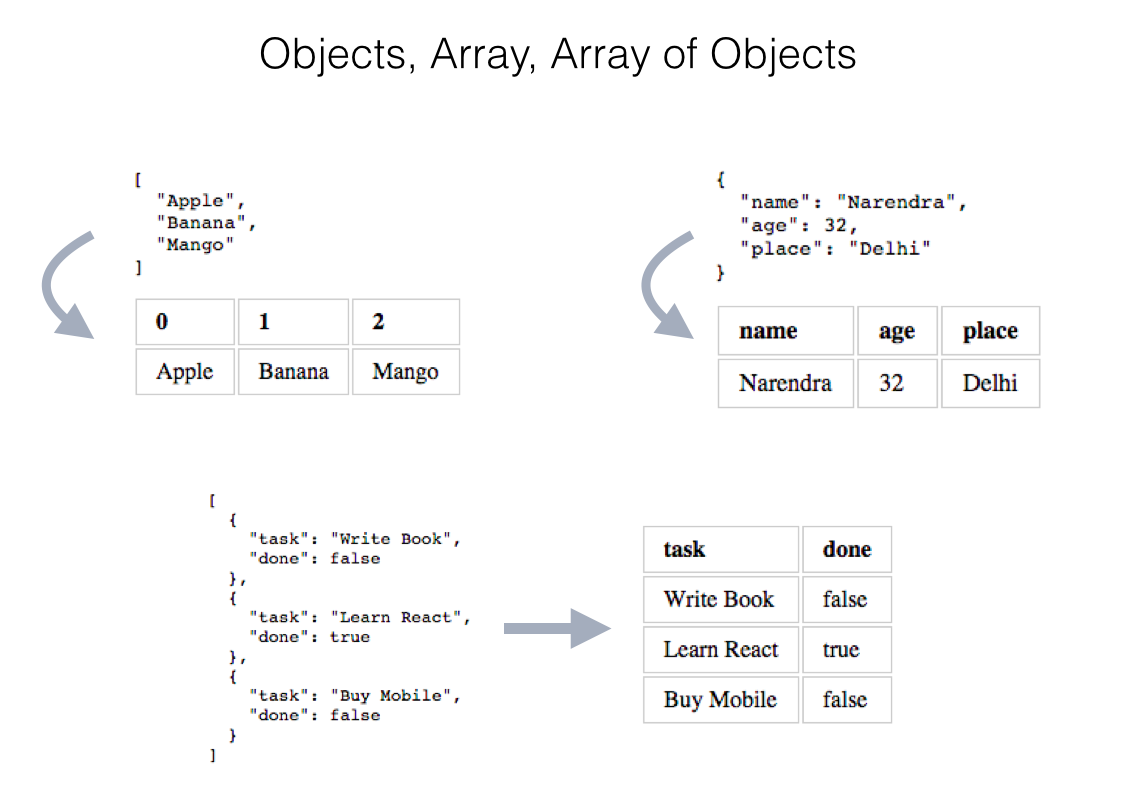 Objects, Array, Array of Objects
[
"Apple",
"Banana",
"Mango"
]
0 1 2
Apple Banana Mango
{
"name": "Narendra",
"age": 32,
"place": "Delhi"
}
name age place
Narendra 32 Delhi
[
{
"task": "Write Book",
"done": false
},
{
"task": "Learn React",
"done": true
},
{
"task": "Buy Mobile",
"done": false
}
]
task done
Write Book false
Learn React true
Buy Mobile false